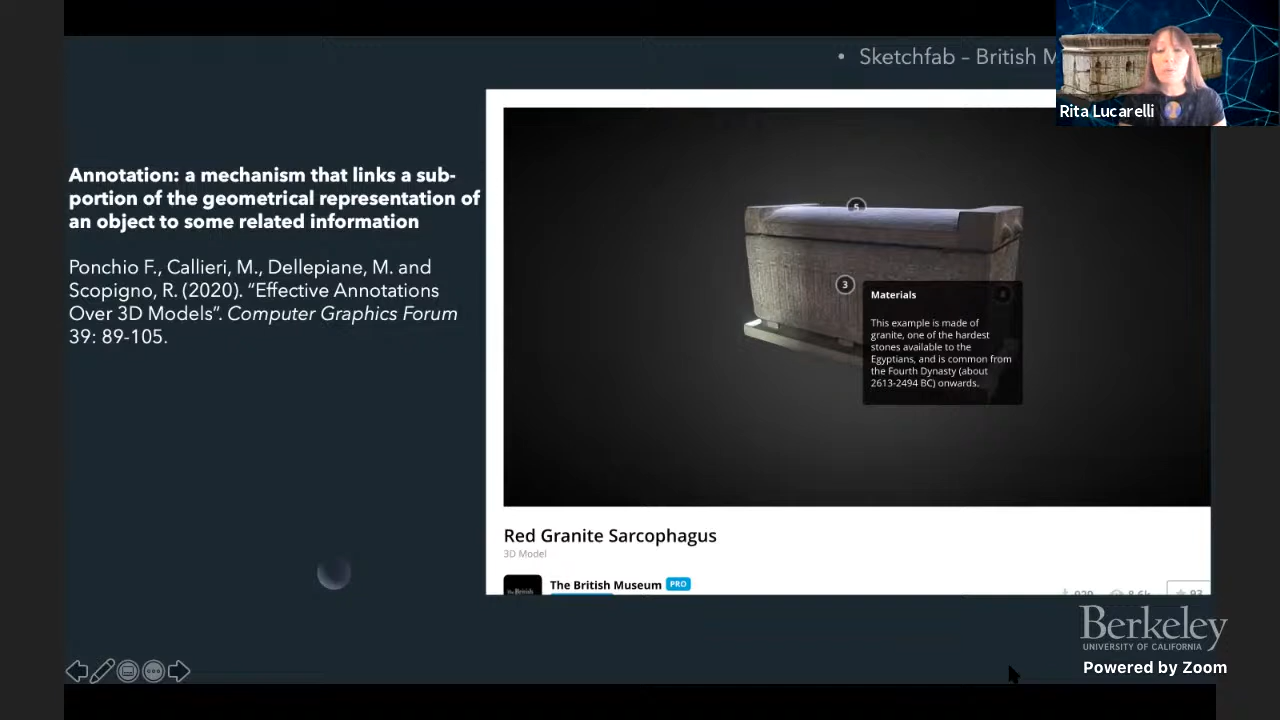 • Sketchfab – British M
Rita Lucarelli
Annotation: a mechanism that links a sub-
portion of the geometrical representation of
an object to some related information
Ponchio F., Callieri, M., Dellepiane, M. and
Scopigno, R. (2020). “Effective Annotations
Over 3D Models”. Computer Graphics Forum
39: 89-105.
5
3
Materials
This example is made of
granite, one of the hardest
stones available to the
Egyptians, and is common from
the Fourth Dynasty (about
2613-2494 BC) onwards.
Red Granite Sarcophagus
3D Model
The British Museum PRO
Berkeley
UNIVERSITY OF CALIFORNIA
Powered by Zoom